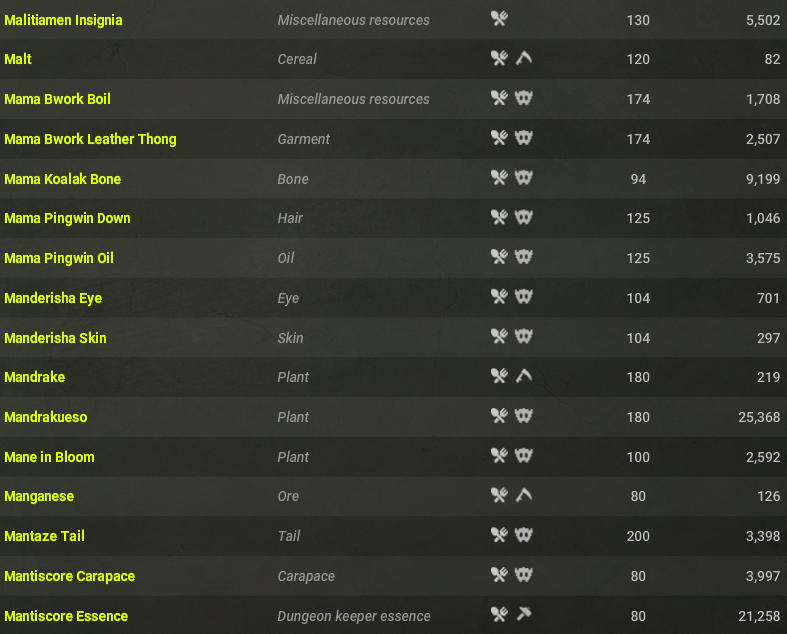 Malitiamen Insignia Miscellaneous resources 130 5,502
Malt Cereal 120 82
Mama Bwork Boil Miscellaneous resources 174 1,708
Mama Bwork Leather Thong Garment 174 2,507
Mama Koalak Bone Bone 94 9,199
Mama Pingwin Down Hair 125 1,046
Mama Pingwin Oil Oil 125 3,575
Manderisha Eye Eye 104 701
Manderisha Skin Skin 104 297
Mandrake Plant 180 219
Mandrakueso Plant 180 25,368
Mane in Bloom Plant 100 2,592
Manganese Ore 80 126
Mantaze Tail Tail 200 3,398
Mantiscore Carapace Carapace 80 3,997
Mantiscore Essence Dungeon keeper essence 80 21,258